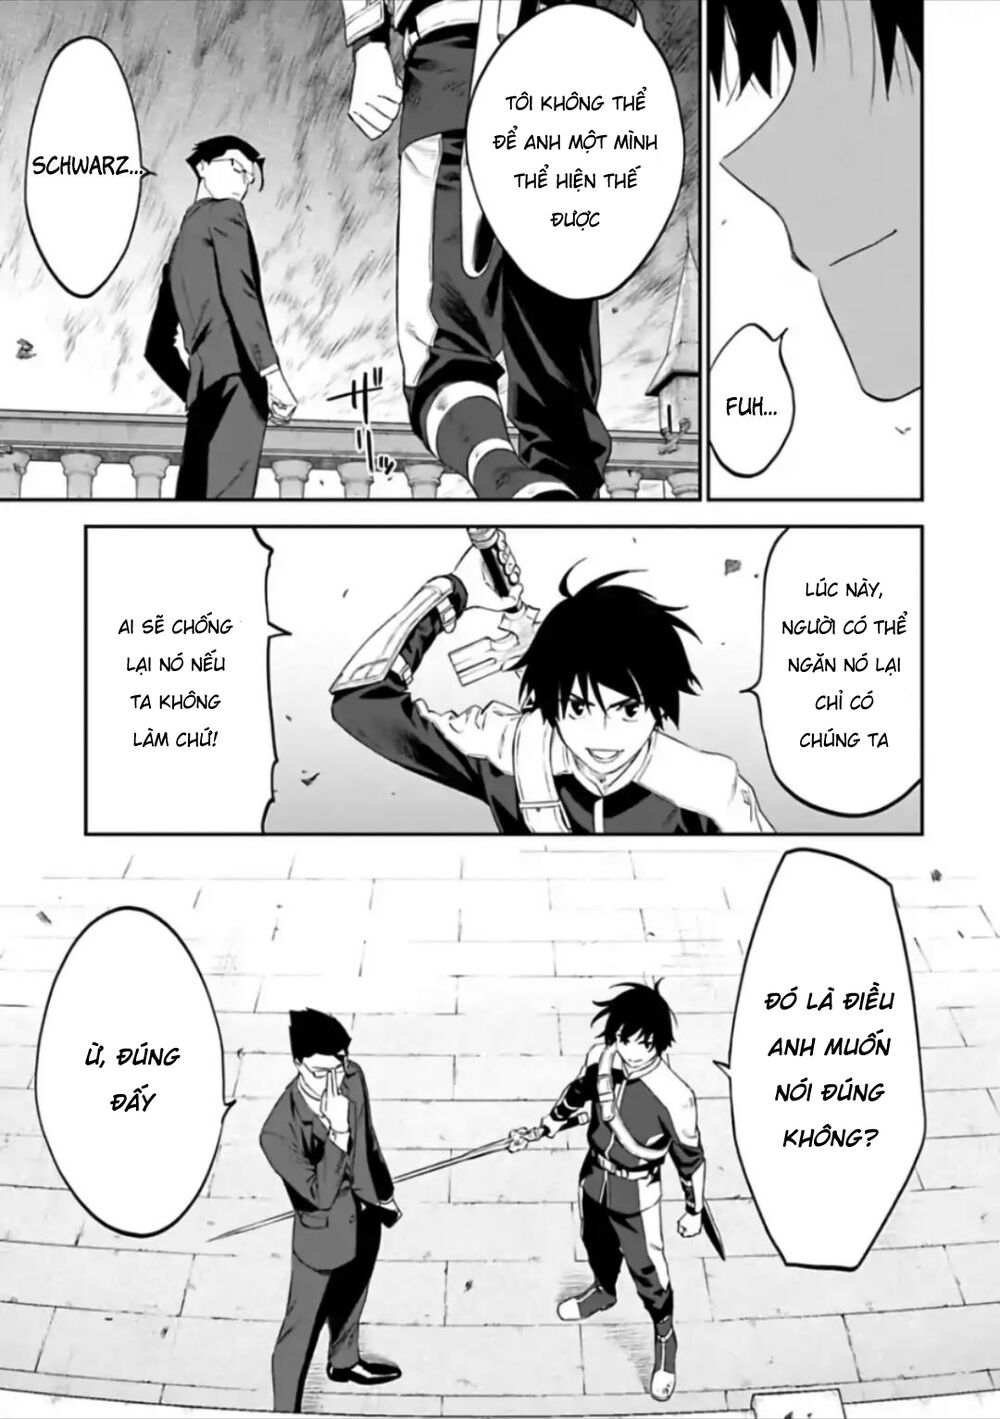 FUH...
TÔI KHÔNG THỂ
ĐỂ ANH MỘT MÌNH
THỂ HIỆN THẾ
ĐƯỢC
SCHWARZ...
ザッ
LÚC NÀY,
NGƯỜI CÓ THỂ
NGĂN NÓ LẠI
CHỈ CÓ
CHÚNG TA
AI SẼ CHỐNG
LẠI NÓ NẾU
TA KHÔNG
LÀM CHỨ!
ĐÓ LÀ ĐIỀU
ANH MUỐN
NÓI ĐÚNG
KHÔNG?
Ừ, ĐÚNG
ĐẤY